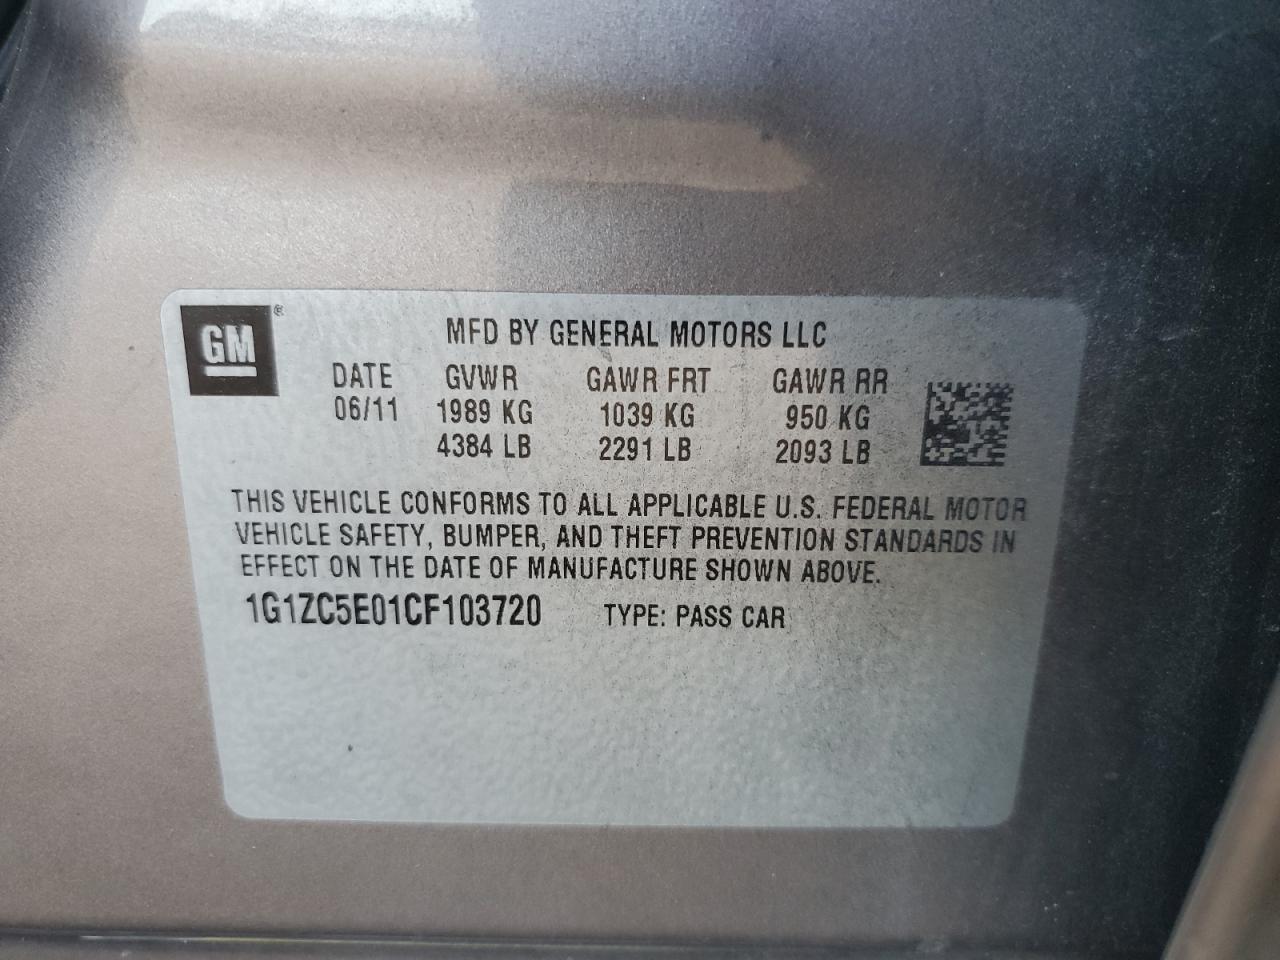 GM®
MFD BY GENERAL MOTORS LLC
DATE GVWR GAWR FRT GAWR RR
06/11 1989 KG 1039 KG 950 KG
4384 LB 2291 LB 2093 LB
THIS VEHICLE CONFORMS TO ALL APPLICABLE U.S. FEDERAL MOTOR
VEHICLE SAFETY, BUMPER, AND THEFT PREVENTION STANDARDS IN
EFFECT ON THE DATE OF MANUFACTURE SHOWN ABOVE.
1G1ZC5E01CF103720 TYPE: PASS CAR